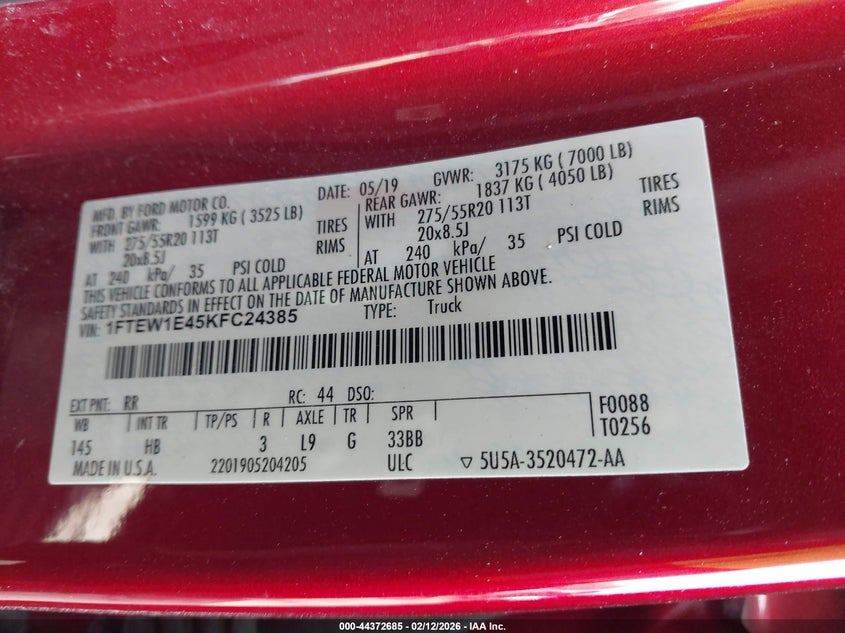 MFD. BY FORD MOTOR CO.
DATE: 05/19 GVWR: 3175 KG ( 7000 LB)
FRONT GAWR: 1599 KG ( 3525 LB) REAR GAWR: 1837 KG ( 4050 LB)
WITH 275/55R20 113T TIRES WITH 275/55R20 113T TIRES
20x8.5J RIMS 20x8.5J RIMS
AT 240 kPa/ 35 PSI COLD AT 240 kPa/ 35 PSI COLD
THIS VEHICLE CONFORMS TO ALL APPLICABLE FEDERAL MOTOR VEHICLE
SAFETY STANDARDS IN EFFECT ON THE DATE OF MANUFACTURE SHOWN ABOVE.
VIN: 1FTEW1E45KFC24385 TYPE: Truck
EXT PNT: RR RC: 44 DSO:
WB INT TR TP/PS R AXLE TR SPR F0088
145 HB 3 L9 G 33BB T0256
MADE IN U.S.A. 2201905204205 ULC ▽ 5U5A-3520472-AA
000-44372685 - 02/12/2026 - IAA Inc.